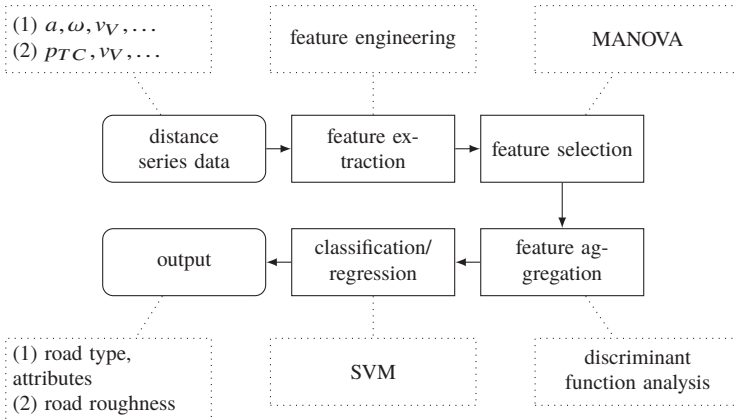 (1) a, ω, v_V, …
(2) p_TC, v_V, …
feature engineering
MANOVA
distance
series data
feature ex-
traction
feature selection
output
classification/
regression
feature ag-
gregation
(1) road type,
attributes
(2) road roughness
SVM
discriminant
function analysis